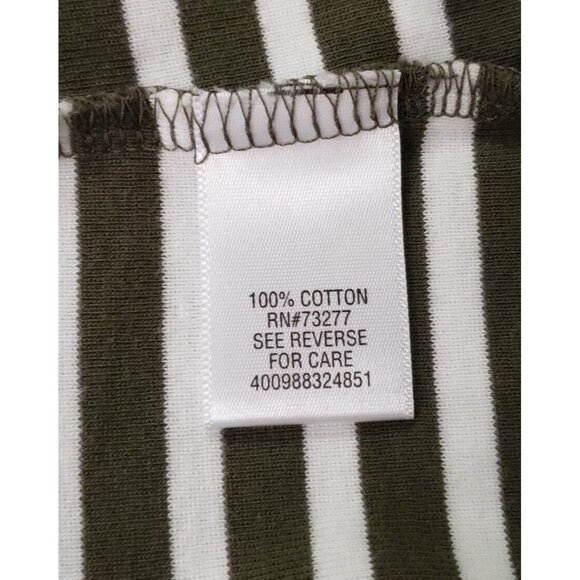 100% COTTON
RN#73277
SEE REVERSE
FOR CARE
400988324851